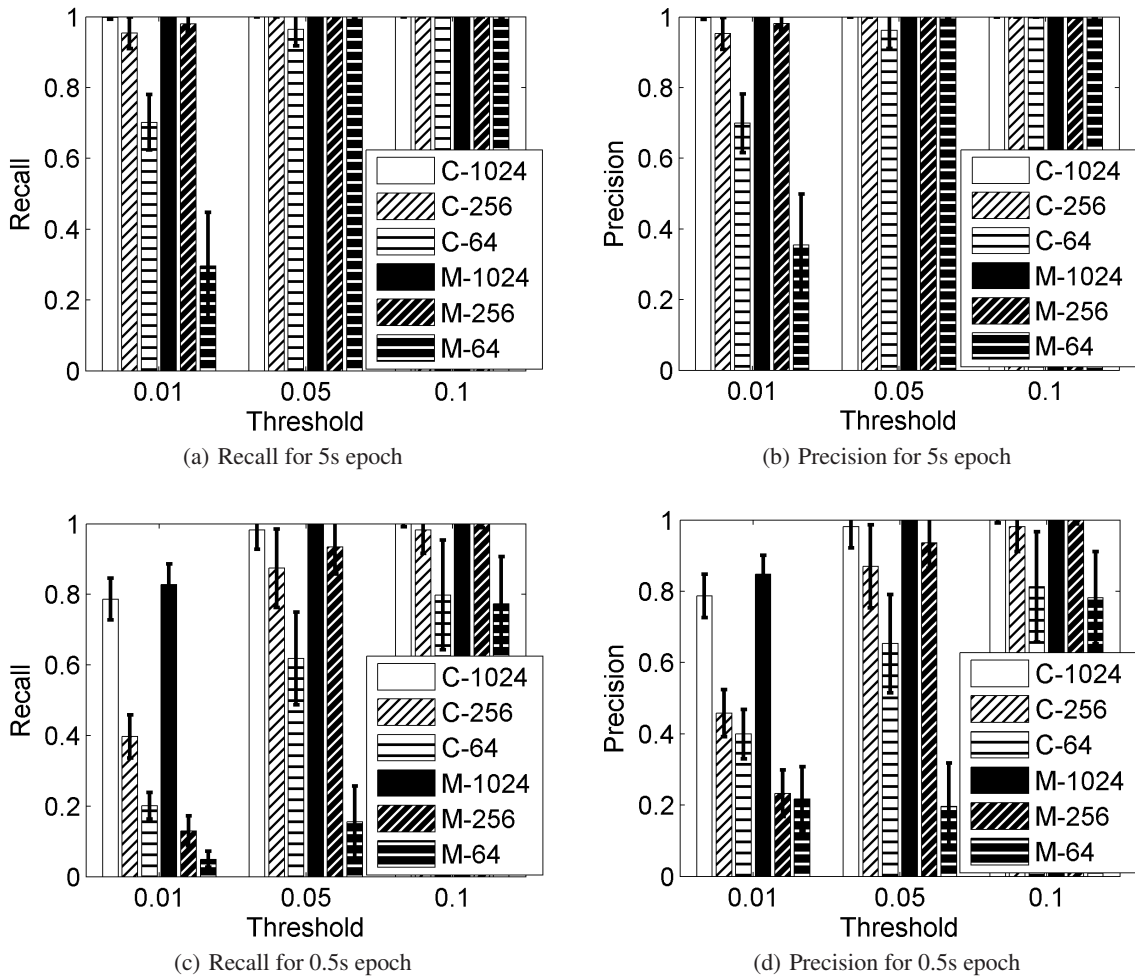 1
0.8
0.6
0.4
0.2
0
Recall
0.01
0.05
0.1
Threshold
C-1024
C-256
C-64
M-1024
M-256
M-64
(a) Recall for 5s epoch
1
0.8
0.6
0.4
0.2
0
Precision
0.01
0.05
0.1
Threshold
C-1024
C-256
C-64
M-1024
M-256
M-64
(b) Precision for 5s epoch
1
0.8
0.6
0.4
0.2
0
Recall
0.01
0.05
0.1
Threshold
C-1024
C-256
C-64
M-1024
M-256
M-64
(c) Recall for 0.5s epoch
1
0.8
0.6
0.4
0.2
0
Precision
0.01
0.05
0.1
Threshold
C-1024
C-256
C-64
M-1024
M-256
M-64
(d) Precision for 0.5s epoch